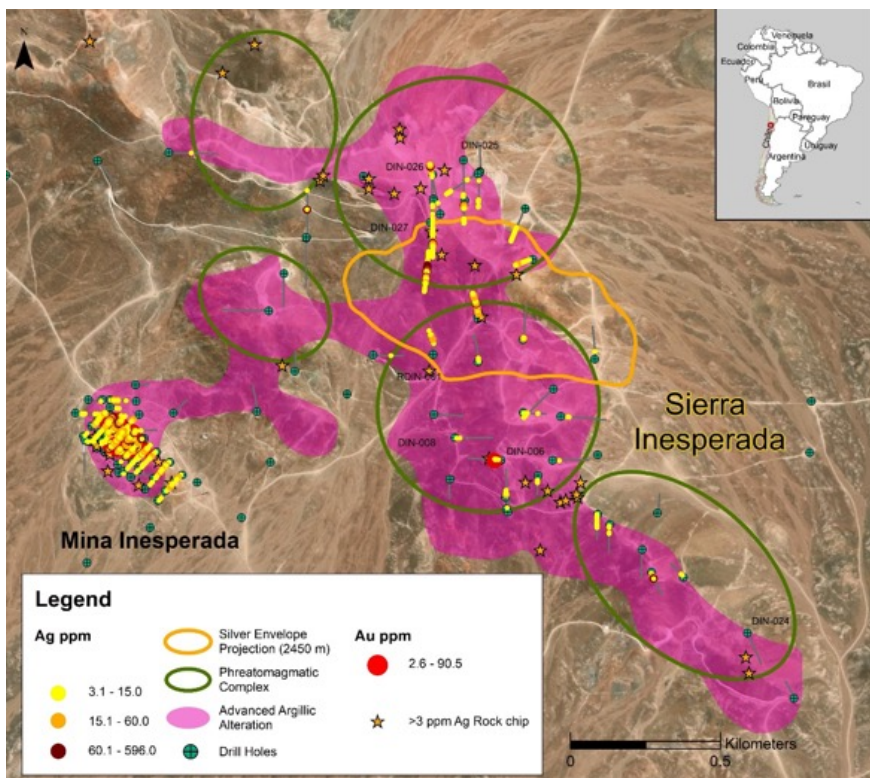 N
Venezuela
Colombia
Ecuador
Perú
Brasil
Bolivia
Paraguay
Chile
Uruguay
Argentina
DIN-025
DIN-026
DIN-027
RDIN-001
DIN-008
DIN-006
Sierra
Inesperada
Mina Inesperada
DIN-024
Legend
Ag ppm
3.1 - 15.0
15.1 - 60.0
60.1 - 596.0
Silver Envelope
Projection (2450 m)
Phreatomagmatic
Complex
Advanced Argillic
Alteration
Drill Holes
Au ppm
2.6 - 90.5
>3 ppm Ag Rock chip
Kilometers
0 0.5